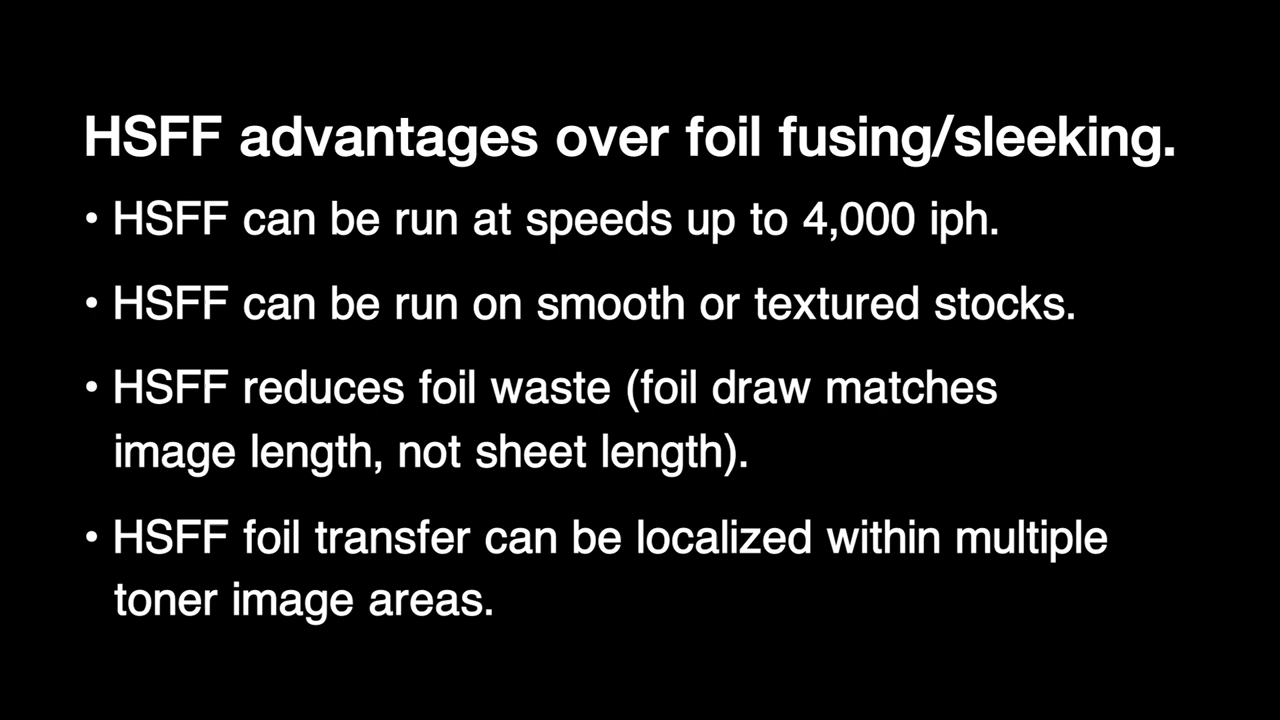 HSFF advantages over foil fusing/sleeking.
• HSFF can be run at speeds up to 4,000 iph.
• HSFF can be run on smooth or textured stocks.
• HSFF reduces foil waste (foil draw matches
image length, not sheet length).
• HSFF foil transfer can be localized within multiple
toner image areas.